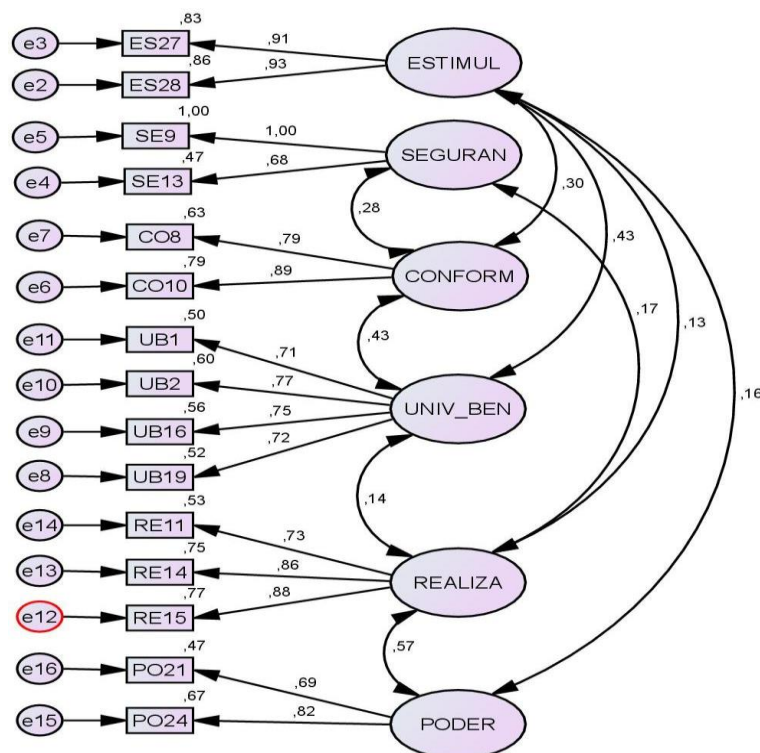 ,83
e3 ES27 ,91 ESTIMUL
,86
e2 ES28 ,93
1,00
e5 SE9 1,00 SEGURAN
,47
e4 SE13 ,68 ,30
,28
,63
e7 CO8 ,79 ,43
,79
e6 CO10 ,89 CONFORM
,50 ,17 ,13
e11 UB1 ,71 ,43
,60
e10 UB2 ,77 ,16
,56
e9 UB16 ,75 UNIV_BEN
,52
e8 UB19 ,72
,53 ,14
e14 RE11 ,73
,75
e13 RE14 ,86 REALIZA
,77
e12 RE15 ,88
,47 ,57
e16 PO21 ,69
,67
e15 PO24 ,82 PODER